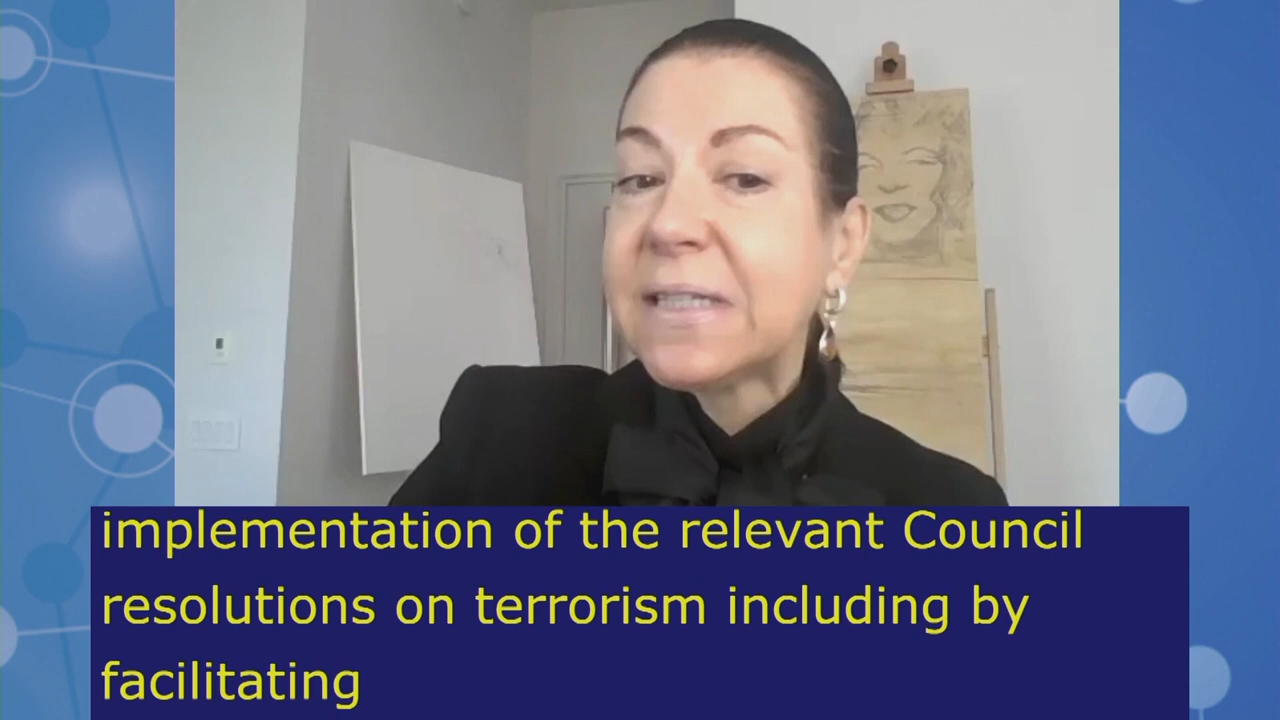 implementation of the relevant Council
resolutions on terrorism including by
facilitating